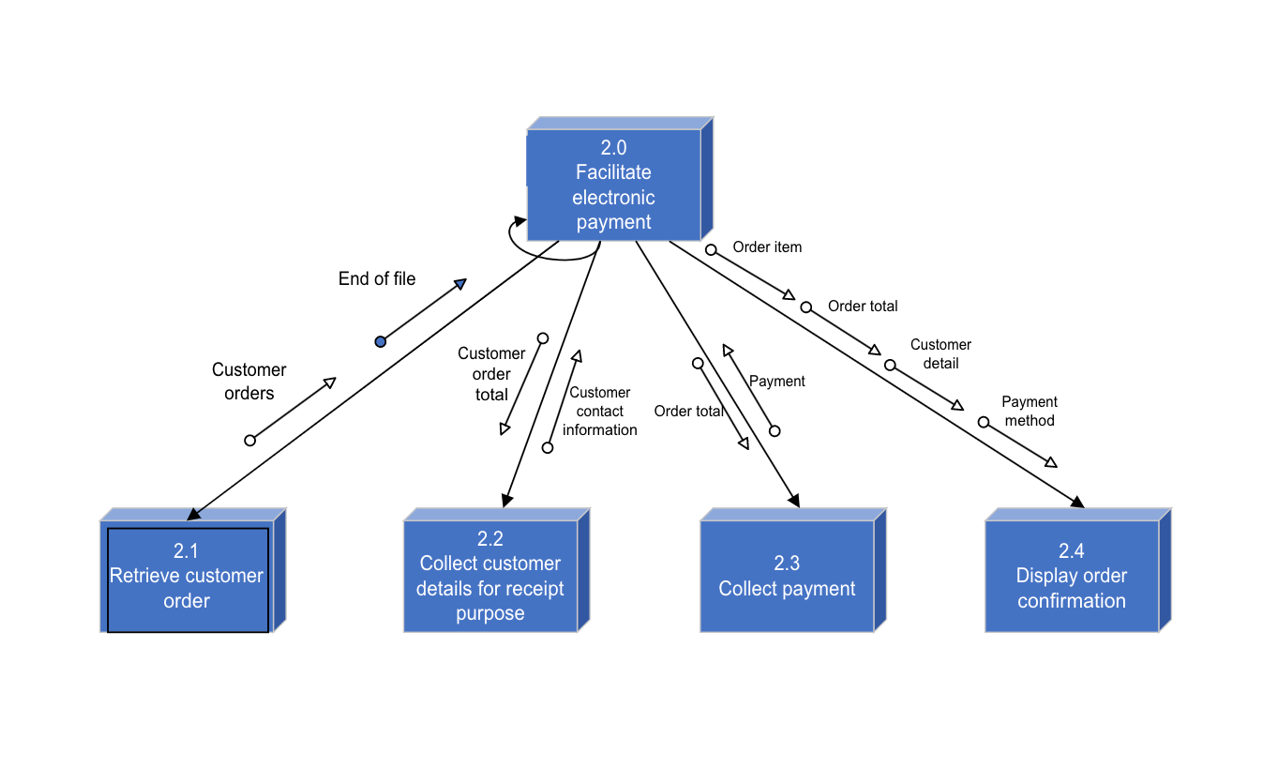 2.0
Facilitate
electronic
payment
End of file
Customer
orders
Customer
order
total
Customer
contact
information
Order total
Payment
Order item
Order total
Customer
detail
Payment
method
2.1
Retrieve customer
order
2.2
Collect customer
details for receipt
purpose
2.3
Collect payment
2.4
Display order
confirmation